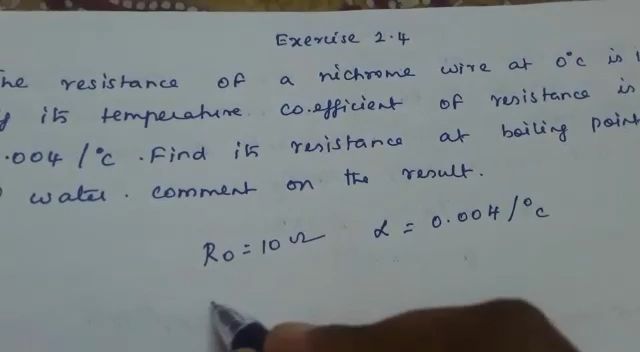 Exercise 2.4
The resistance of a nichrome wire at 0°c is
its temperature co.efficient of resistance is
.004 /°c . Find its resistance at boiling point
water. comment on the result.
R0 = 10 Ω α = 0.004/°c